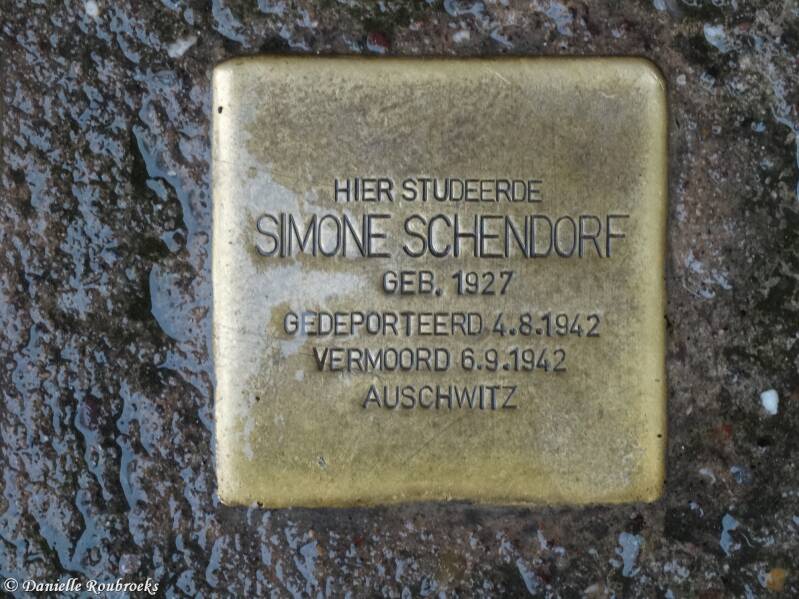 HIER STUDEERDE
SIMONE SCHENDORF
GEB. 1927
GEDEPORTEERD 4.8.1942
VERMOORD 6.9.1942
AUSCHWITZ
© Danielle Roubroeks